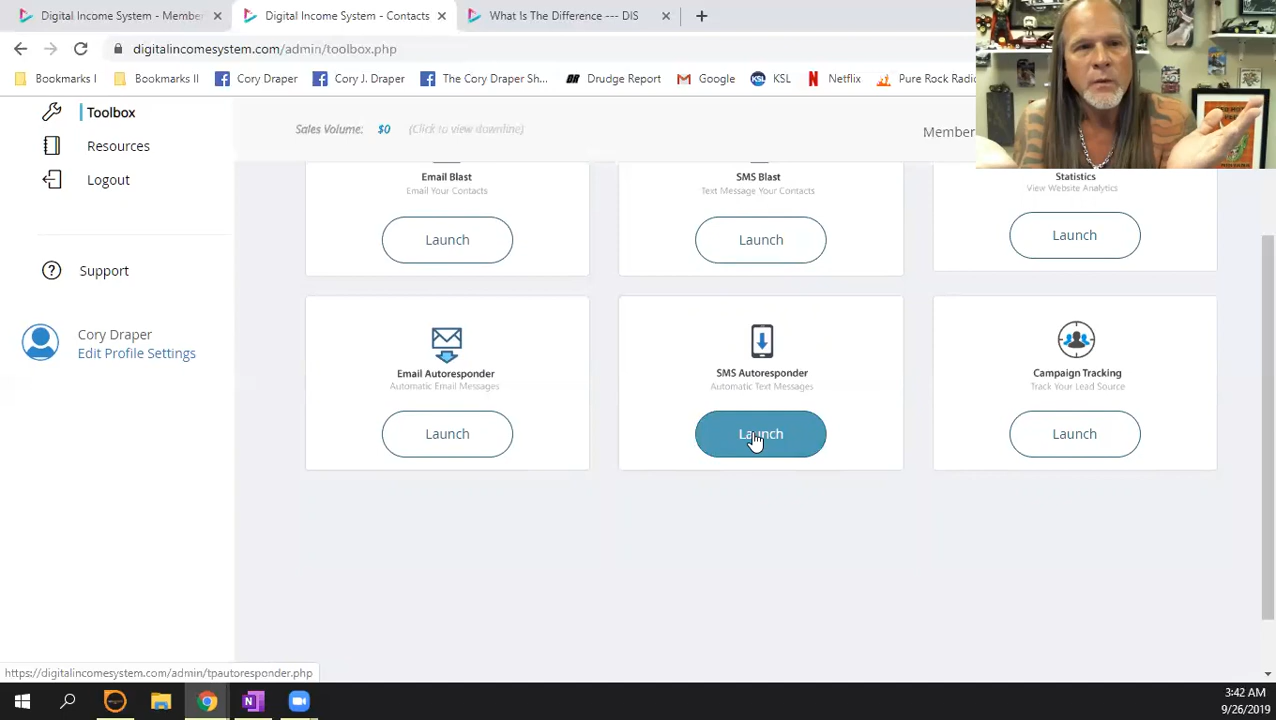 Digital Income System - Member
Digital Income System - Contacts
What Is The Difference -- DIS
digitalincomesystem.com/admin/toolbox.php
Bookmarks I
Bookmarks II
Cory Draper
Cory J. Draper
The Cory Draper Sh...
Drudge Report
Google
KSL
KSL
Netflix
Pure Rock Radio
Toolbox
Resources
Logout
Support
Cory Draper
Edit Profile Settings
Sales Volume: $0 (Click to view downline)
Member
Email Blast
Email Your Contacts
Launch
SMS Blast
Text Message Your Contacts
Launch
Statistics
View Website Analytics
Launch
Email Autoresponder
Automatic Email Messages
Launch
SMS Autoresponder
Automatic Text Messages
Launch
Campaign Tracking
Track Your Lead Source
Launch
https://digitalincomesystem.com/admin/tpautoresponder.php
3:42 AM
9/26/2019